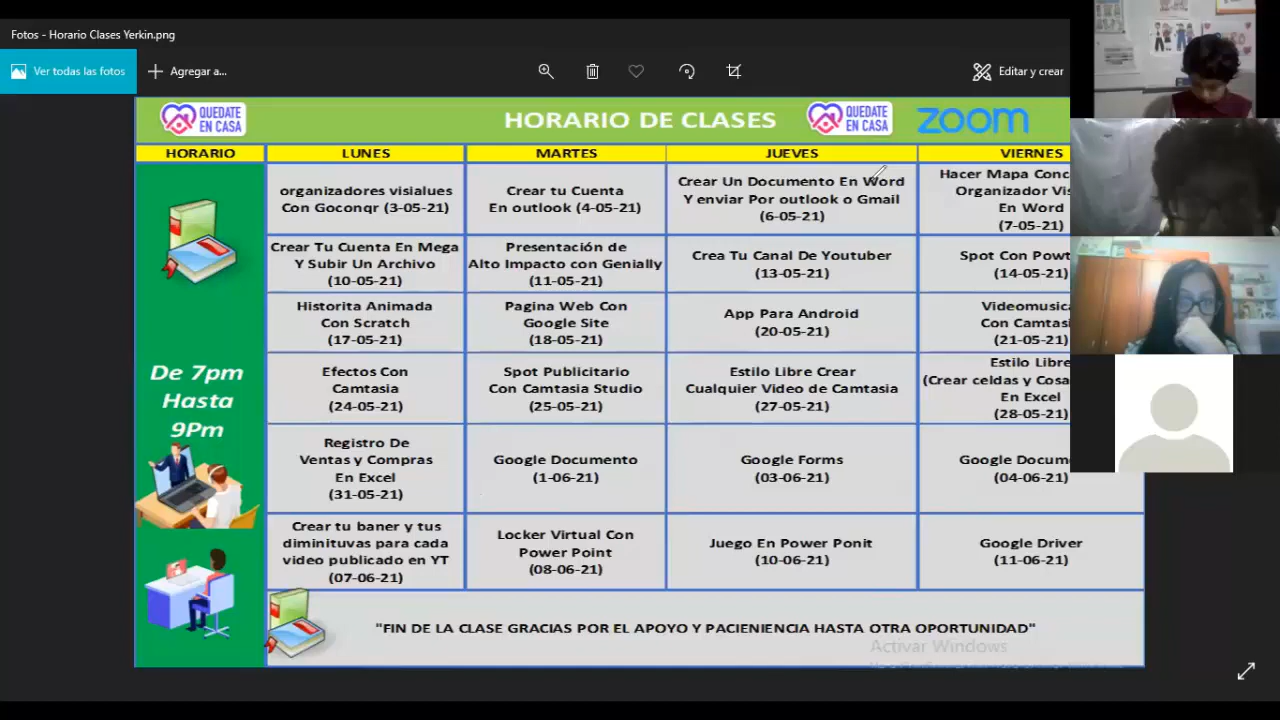 Fotos - Horario Clases Yerkin.png
Ver todas las fotos
Agregar a...
Editar y crear
QUEDATE
EN CASA
HORARIO DE CLASES
QUEDATE
EN CASA
zoom
HORARIO
LUNES
MARTES
JUEVES
VIERNES
organizadores visialues
Con Goconqr (3-05-21)
Crear tu Cuenta
En outlook (4-05-21)
Crear Un Documento En Word
Y enviar Por outlook o Gmail
(6-05-21)
Hacer Mapa
Organizador
En Word
(7-05-21)
Crear Tu Cuenta En Mega
Y Subir Un Archivo
(10-05-21)
Presentación de
Alto Impacto con Genially
(11-05-21)
Crea Tu Canal De Youtuber
(13-05-21)
Spot Con
(14-05-21)
Historita Animada
Con Scratch
(17-05-21)
Pagina Web Con
Google Site
(18-05-21)
App Para Android
(20-05-21)
Con
(21-05-21)
De 7pm
Hasta
9Pm
Efectos Con
Camtasia
(24-05-21)
Spot Publicitario
Con Camtasia Studio
(25-05-21)
Estilo Libre Crear
Cualquier Video de Camtasia
(27-05-21)
Estilo Libre
(Crear celdas y
En Excel
(28-05-21)
Registro De
Ventas y Compras
En Excel
(31-05-21)
Google Documento
(1-06-21)
Google Forms
(03-06-21)
Google
(04-06-21)
Crear tu baner y tus
diminituvas para cada
video publicado en YT
(07-06-21)
Locker Virtual Con
Power Point
(08-06-21)
Juego En Power Ponit
(10-06-21)
Google Driver
(11-06-21)
"FIN DE LA CLASE GRACIAS POR EL APOYO Y PACIENIENCIA HASTA OTRA OPORTUNIDAD"
Activar Windows